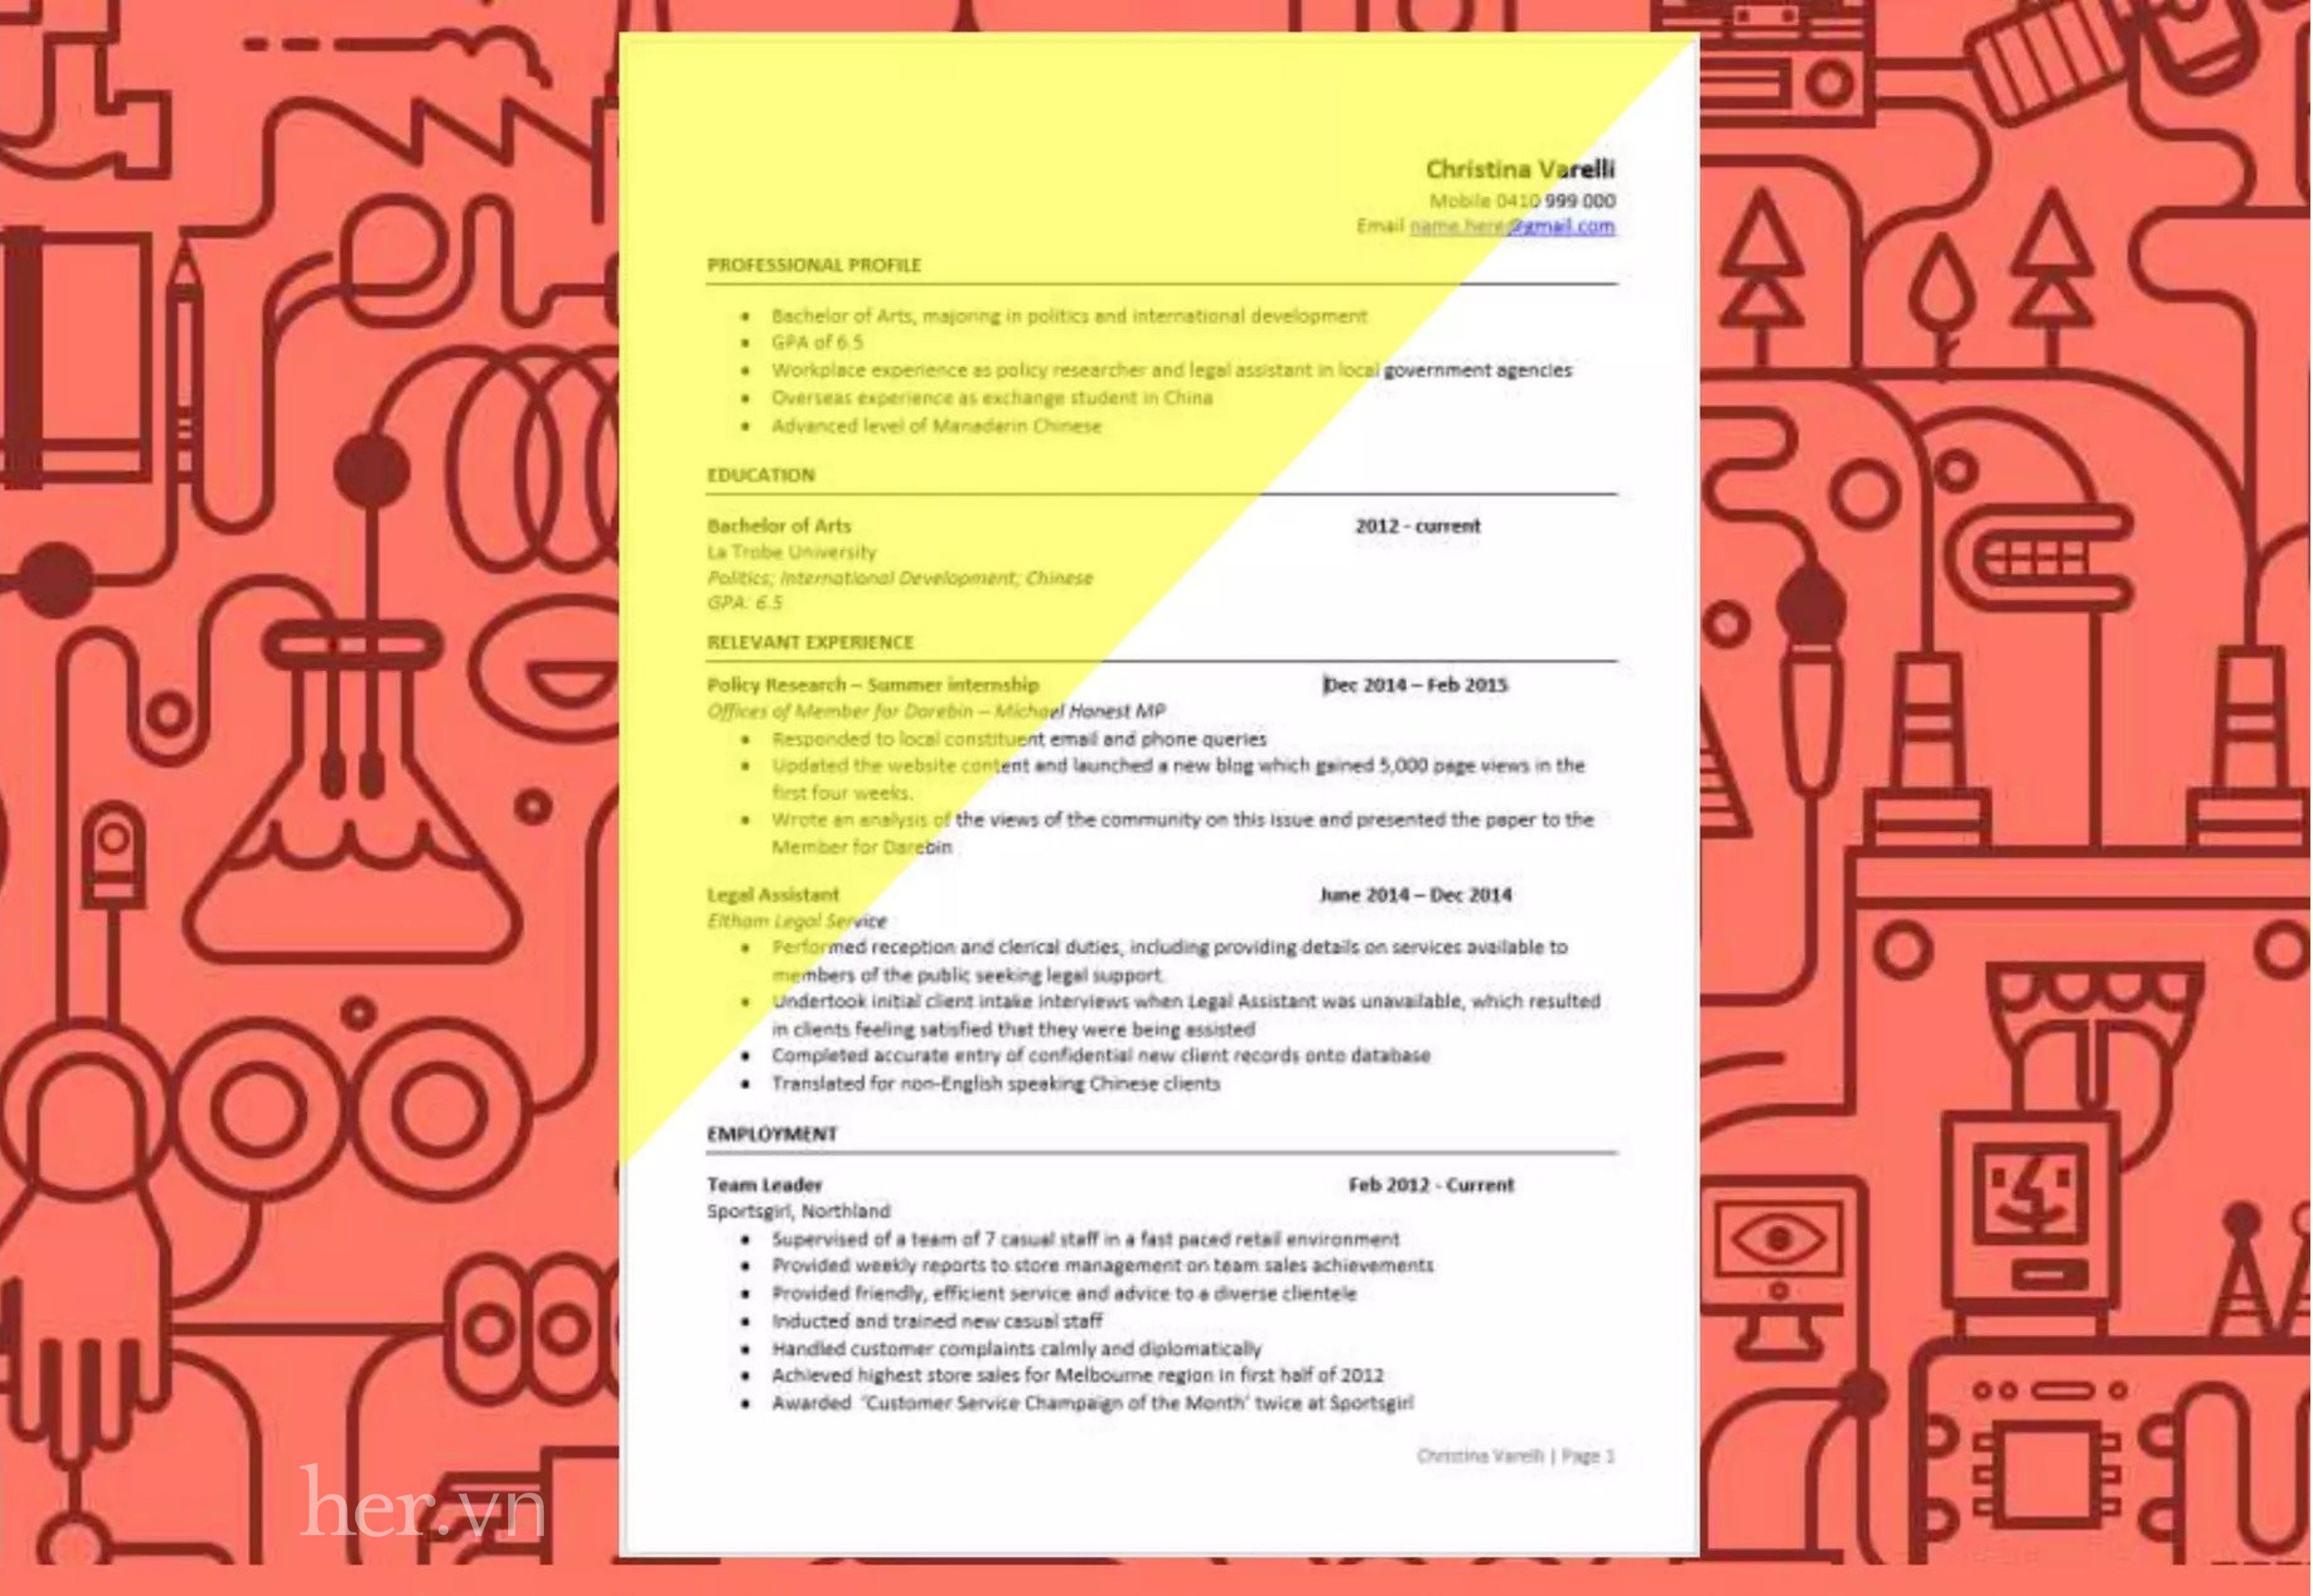 Christina Varelli
Mobile 0410 999 000
Email name.here@gmail.com
PROFESSIONAL PROFILE
• Bachelor of Arts, majoring in politics and international development
• GPA of 6.5
• Workplace experience as policy researcher and legal assistant in local government agencies
• Overseas experience as exchange student in China
• Advanced level of Manadarin Chinese
EDUCATION
Bachelor of Arts 2012 - current
La Trobe University
Politics; International Development; Chinese
GPA: 6.5
RELEVANT EXPERIENCE
Policy Research – Summer internship Dec 2014 – Feb 2015
Offices of Member for Darebin – Michael Honest MP
• Responded to local constituent email and phone queries
• Updated the website content and launched a new blog which gained 5,000 page views in the
first four weeks.
• Wrote an analysis of the views of the community on this issue and presented the paper to the
Member for Darebin
Legal Assistant June 2014 – Dec 2014
Eltham Legal Service
• Performed reception and clerical duties, including providing details on services available to
members of the public seeking legal support.
• Undertook initial client intake interviews when Legal Assistant was unavailable, which resulted
in clients feeling satisfied that they were being assisted
• Completed accurate entry of confidential new client records onto database
• Translated for non-English speaking Chinese clients
EMPLOYMENT
Team Leader Feb 2012 - Current
Sportsgirl, Northland
• Supervised of a team of 7 casual staff in a fast paced retail environment
• Provided weekly reports to store management on team sales achievements
• Provided friendly, efficient service and advice to a diverse clientele
• Inducted and trained new casual staff
• Handled customer complaints calmly and diplomatically
• Achieved highest store sales for Melbourne region in first half of 2012
• Awarded 'Customer Service Champaign of the Month' twice at Sportsgirl
Christina Varelli | Page 1
her.vn